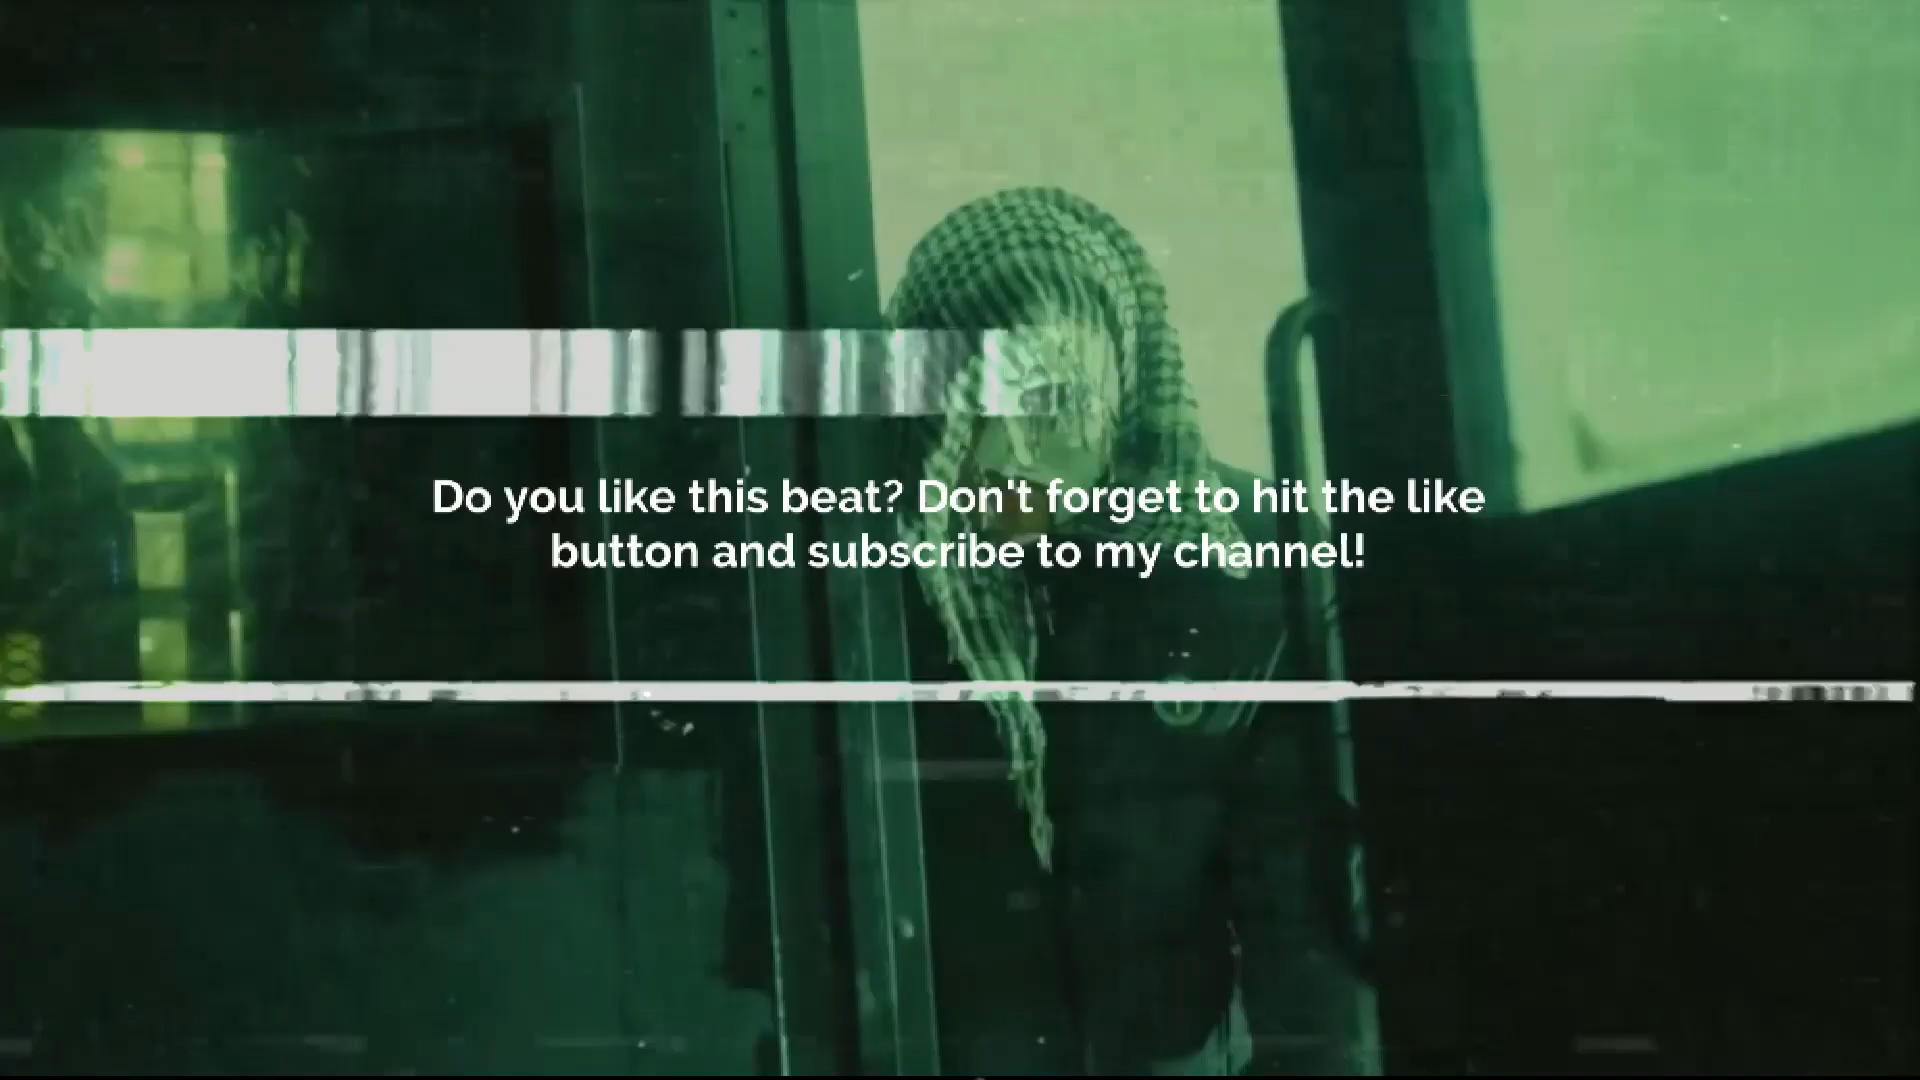 Do you like this beat? Don't forget to hit the like
button and subscribe to my channel!